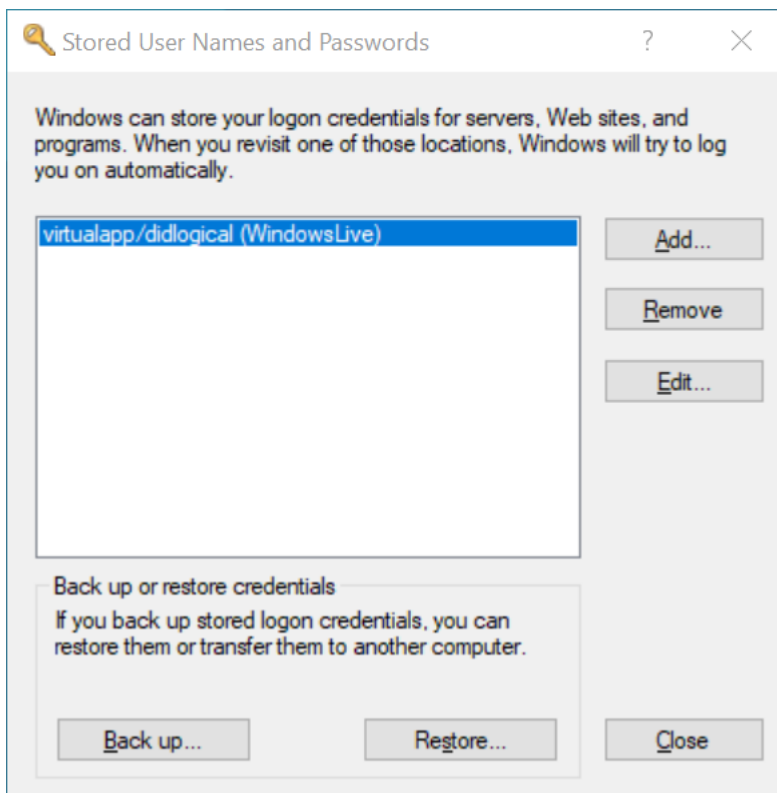 Stored User Names and Passwords
Windows can store your logon credentials for servers, Web sites, and
programs. When you revisit one of those locations, Windows will try to log
you on automatically.
virtualapp/didlogical (WindowsLive)
Add...
Remove
Edit...
Back up or restore credentials
If you back up stored logon credentials, you can
restore them or transfer them to another computer.
Back up...
Restore...
Close